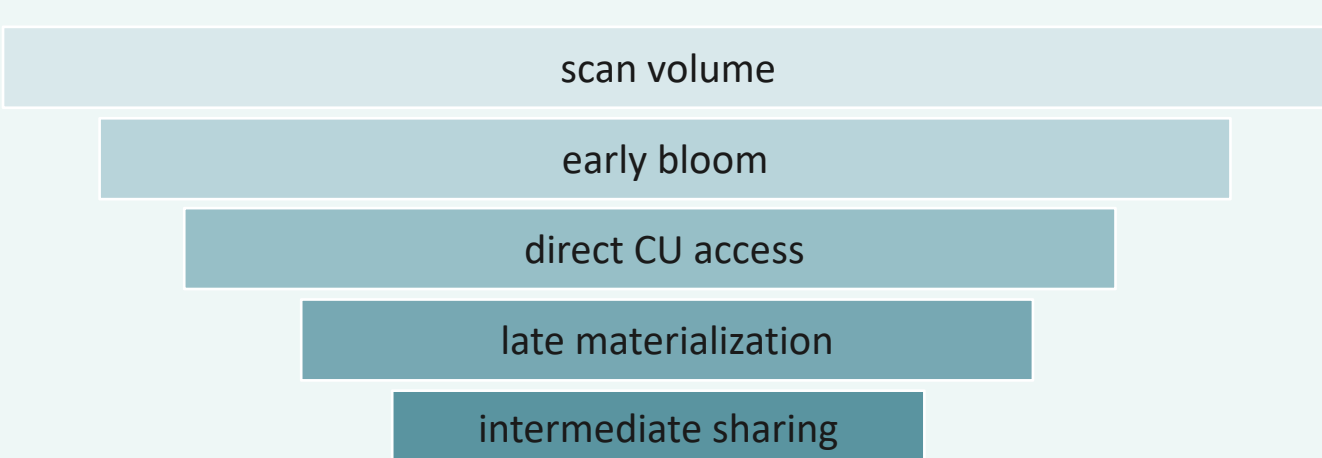 scan volume
early bloom
direct CU access
late materialization
intermediate sharing